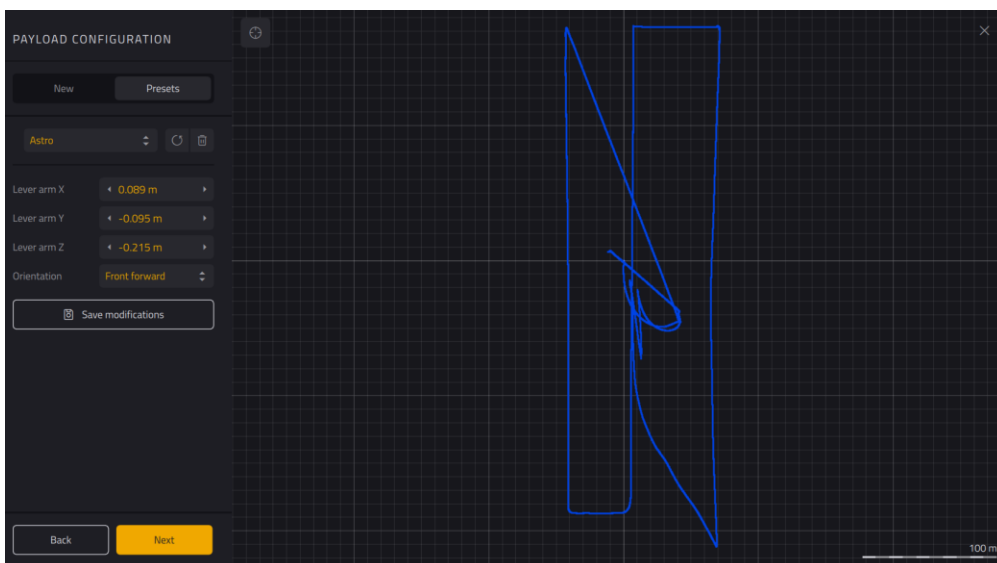 PAYLOAD CONFIGURATION
New Presets
Astro
Lever arm X 0.089 m
Lever arm Y -0.095 m
Lever arm Z -0.215 m
Orientation Front forward
Save modifications
Back Next
100 m